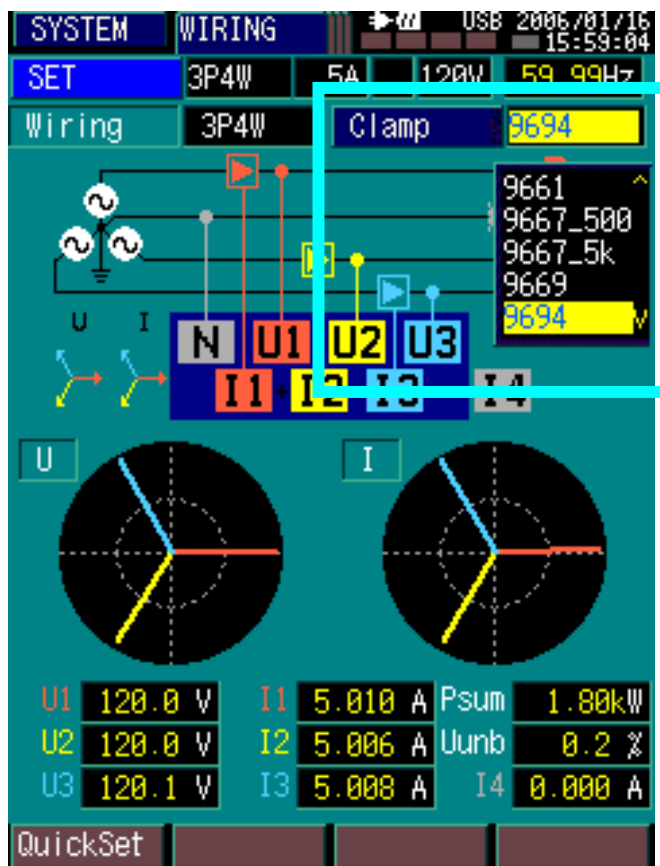 SYSTEM WIRING USB 2006/01/16
15:59:04
SET 3P4W 5A 120V 59.99Hz
Wiring 3P4W Clamp 9694
9661
9667_500
9667_5k
9669
9694
U I
N U1 U2 U3
I1 + I2 I3 I4
U I
U1 120.0 V I1 5.010 A Psum 1.80kW
U2 120.0 V I2 5.006 A Uunb 0.2 %
U3 120.1 V I3 5.008 A I4 0.000 A
QuickSet